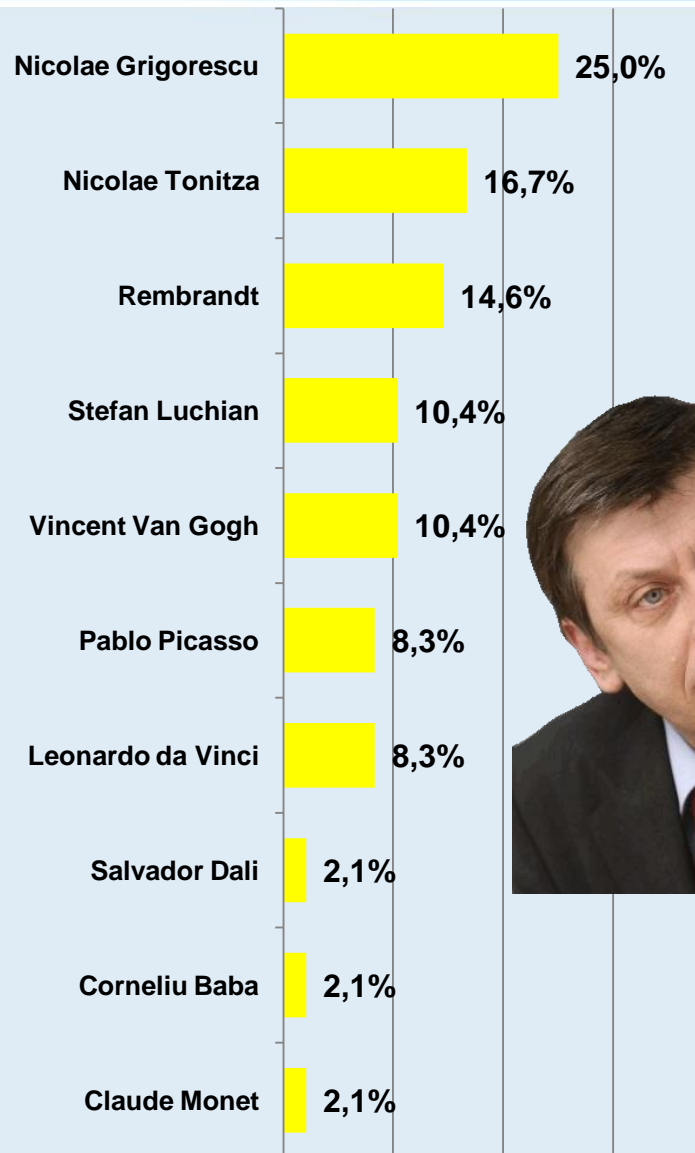 Nicolae Grigorescu 25,0%
Nicolae Tonitza 16,7%
Rembrandt 14,6%
Stefan Luchian 10,4%
Vincent Van Gogh 10,4%
Pablo Picasso 8,3%
Leonardo da Vinci 8,3%
Salvador Dali 2,1%
Corneliu Baba 2,1%
Claude Monet 2,1%